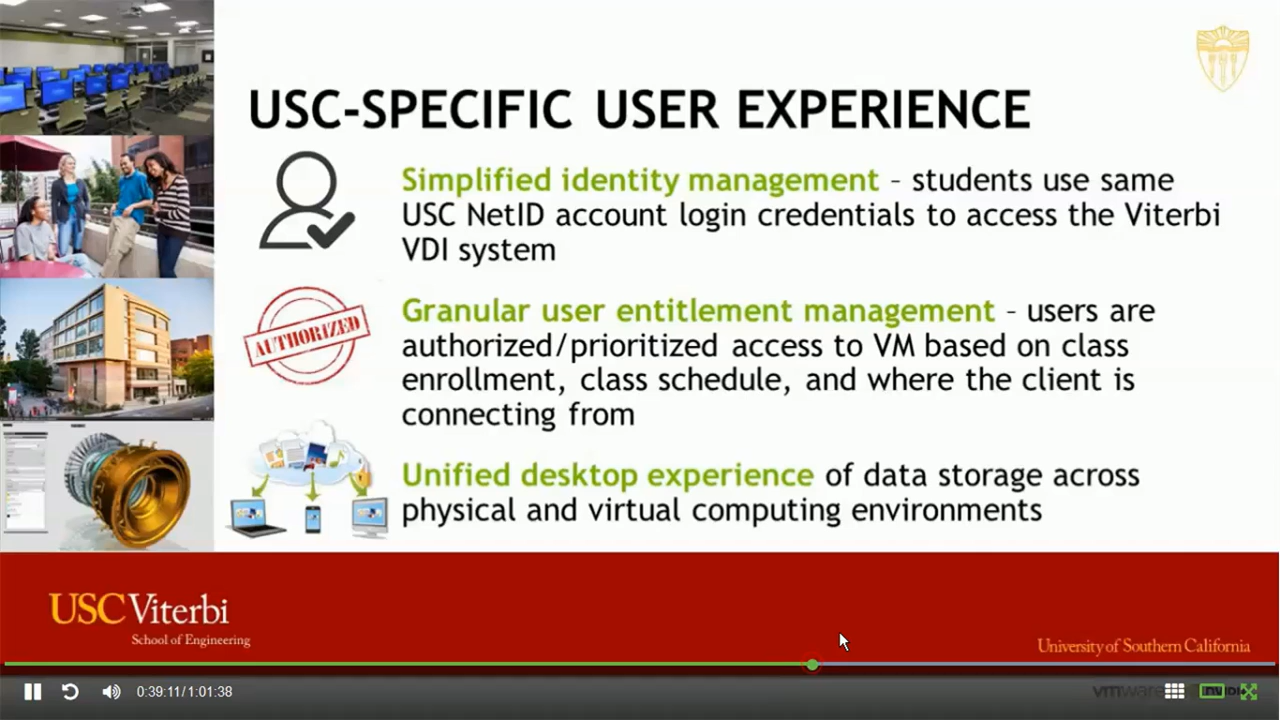 USC-SPECIFIC USER EXPERIENCE
Simplified identity management – students use same
USC NetID account login credentials to access the Viterbi
VDI system
AUTHORIZED
Granular user entitlement management – users are
authorized/prioritized access to VM based on class
enrollment, class schedule, and where the client is
connecting from
Unified desktop experience of data storage across
physical and virtual computing environments
USC Viterbi
School of Engineering
University of Southern California
0:39:11/1:01:38
vmware